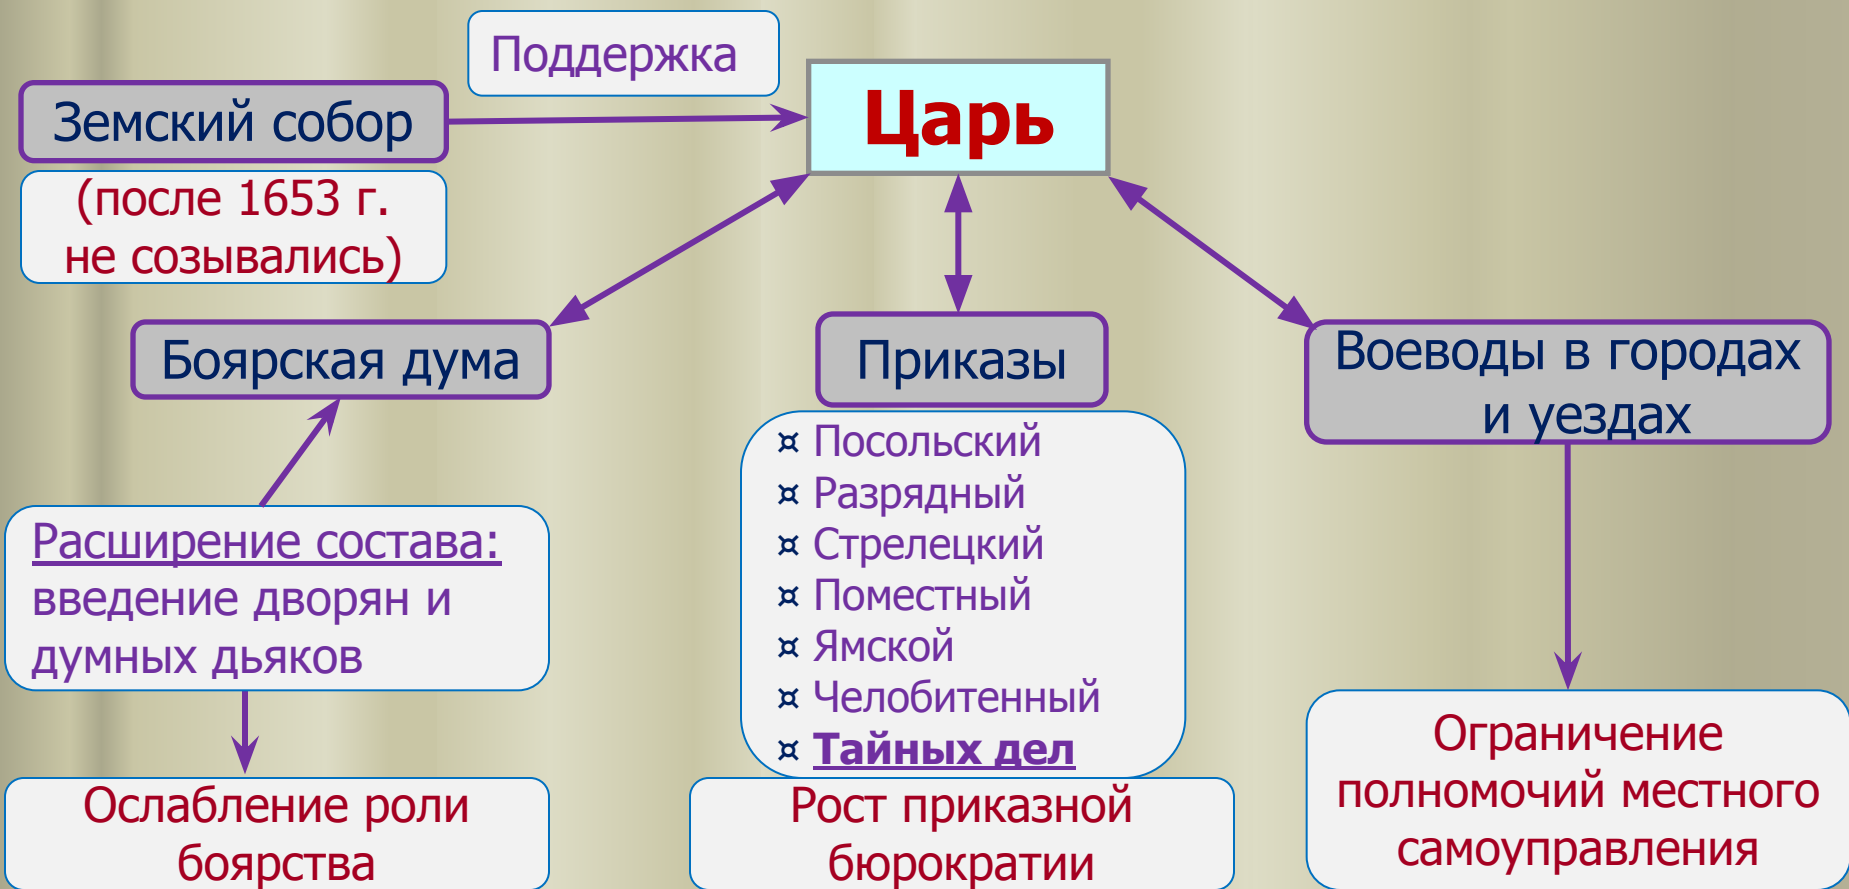 Поддержка
Земский собор
Царь
(после 1653 г.
не созывались)
Боярская дума
Приказы
Воеводы в городах
и уездах
Расширение состава:
введение дворян и
думных дьяков
¤ Посольский
¤ Разрядный
¤ Стрелецкий
¤ Поместный
¤ Ямской
¤ Челобитенный
¤ Тайных дел
Ослабление роли
боярства
Рост приказной
бюрократии
Ограничение
полномочий местного
самоуправления